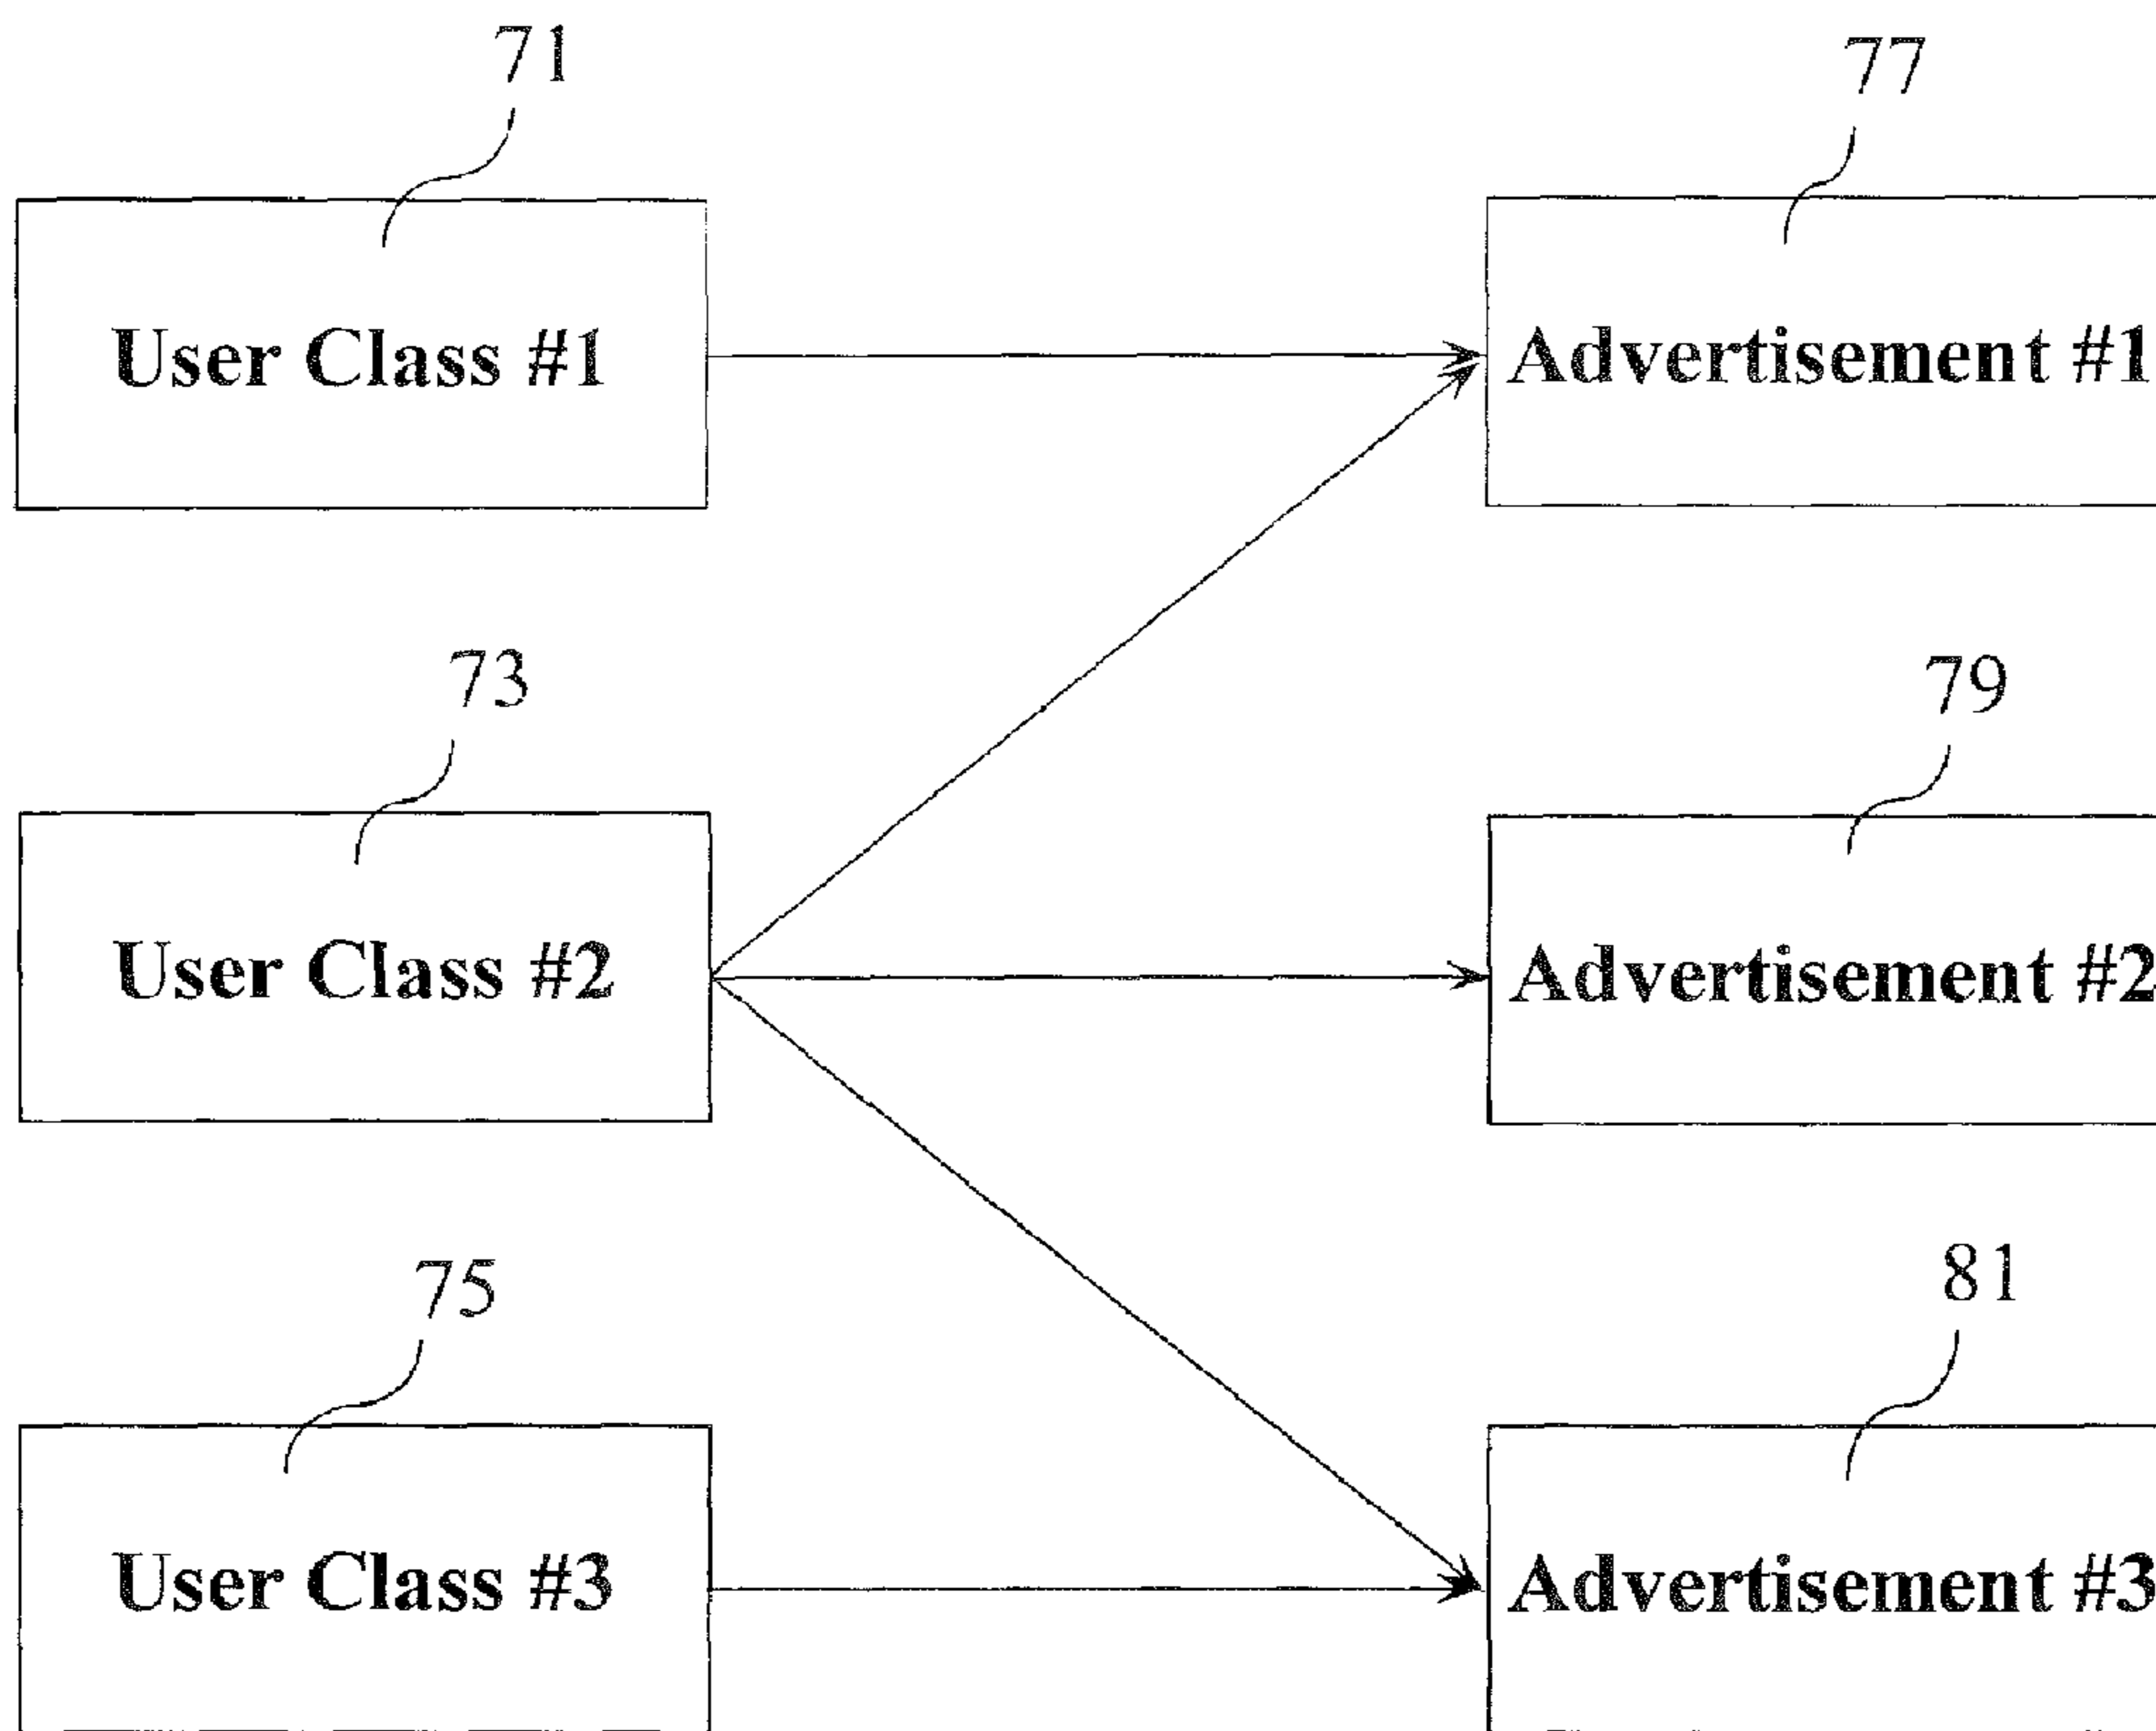 71
77
User Class #1
Advertisement #1
73
79
User Class #2
Advertisement #2
75
81
User Class #3
Advertisement #3